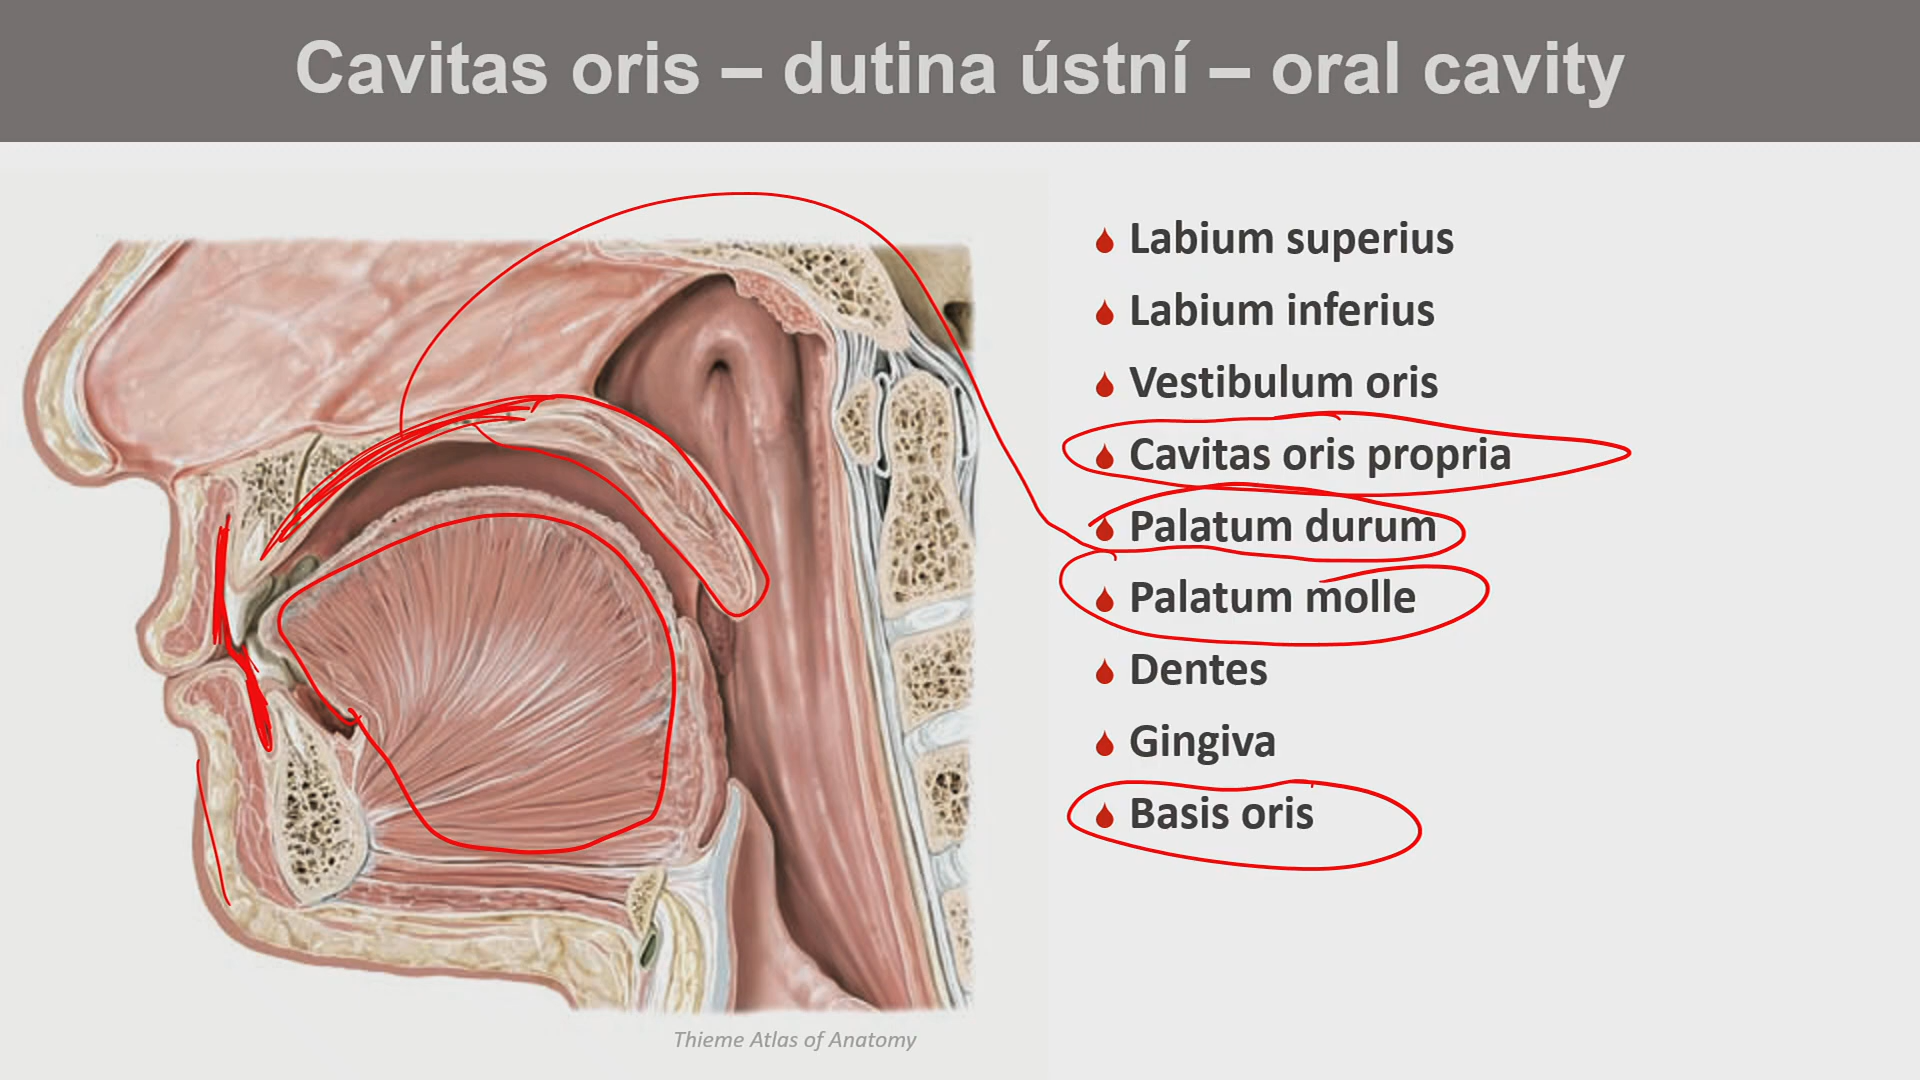 Cavitas oris – dutina ústní – oral cavity
Labium superius
Labium inferius
Vestibulum oris
Cavitas oris propria
Palatum durum
Palatum molle
Dentes
Gingiva
Basis oris
Thieme Atlas of Anatomy